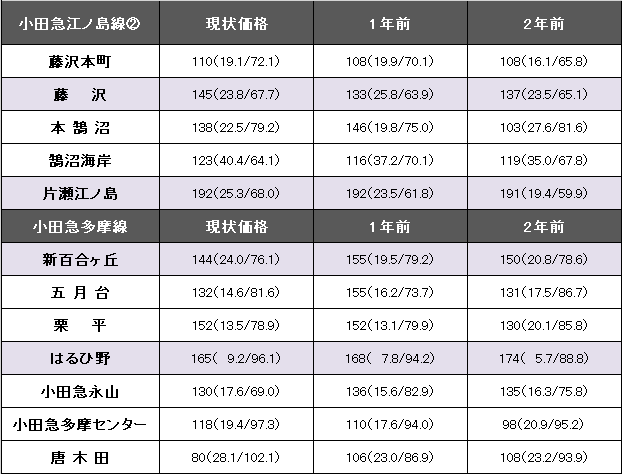 小田急江ノ島線② 現状価格 1年前 2年前
藤沢本町 110(19.1/72.1) 108(19.9/70.1) 108(16.1/65.8)
藤 沢 145(23.8/67.7) 133(25.8/63.9) 137(23.5/65.1)
本 鵠 沼 138(22.5/79.2) 146(19.8/75.0) 103(27.6/81.6)
鵠沼海岸 123(40.4/64.1) 116(37.2/70.1) 119(35.0/67.8)
片瀬江ノ島 192(25.3/68.0) 192(23.5/61.8) 191(19.4/59.9)
小田急多摩線 現状価格 1年前 2年前
新百合ヶ丘 144(24.0/76.1) 155(19.5/79.2) 150(20.8/78.6)
五 月 台 132(14.6/81.6) 155(16.2/73.7) 131(17.5/86.7)
栗 平 152(13.5/78.9) 152(13.1/79.9) 130(20.1/85.8)
はるひ野 165( 9.2/96.1) 168( 7.8/94.2) 174( 5.7/88.8)
小田急永山 130(17.6/69.0) 136(15.6/82.9) 135(16.3/75.8)
小田急多摩センター 118(19.4/97.3) 110(17.6/94.0) 98(20.9/95.2)
唐 木 田 80(28.1/102.1) 106(23.0/86.9) 108(23.2/93.9)